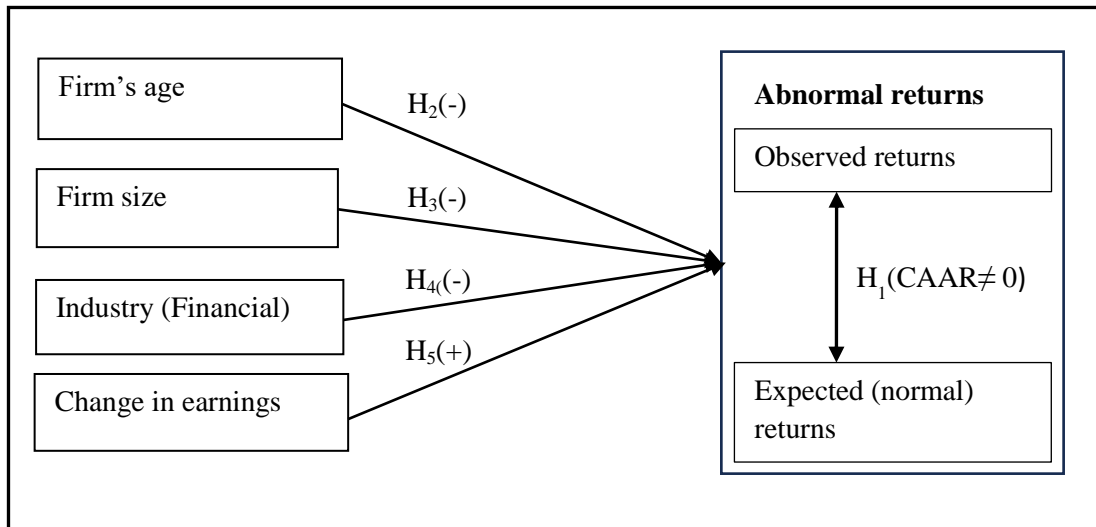 Firm’s age
Firm size
Industry (Financial)
Change in earnings
H₂(-)
H₃(-)
H₄₍(-)
H₅(+)
Abnormal returns
Observed returns
H₁(CAAR≠ 0)
Expected (normal)
returns